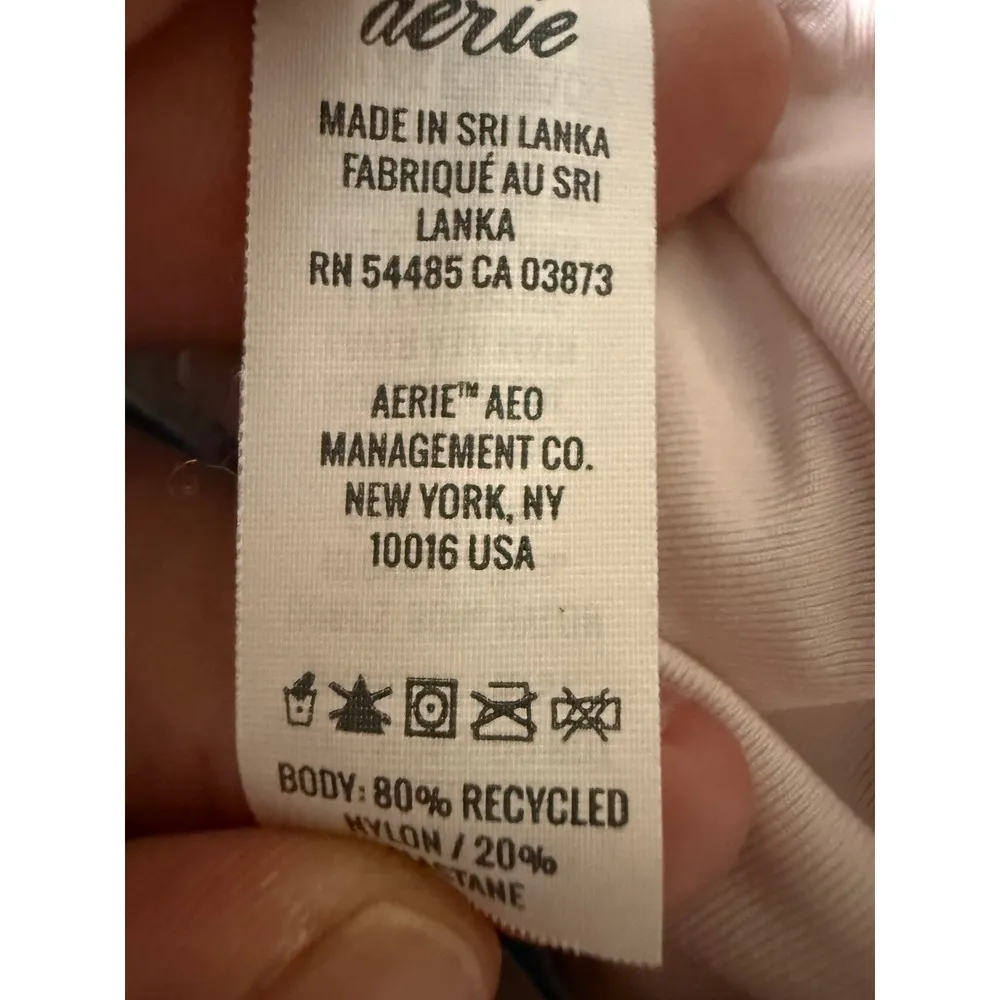 aerie
MADE IN SRI LANKA
FABRIQUÉ AU SRI
LANKA
RN 54485 CA 03873
AERIE™ AEO
MANAGEMENT CO.
NEW YORK, NY
10016 USA
BODY: 80% RECYCLED
NYLON / 20%